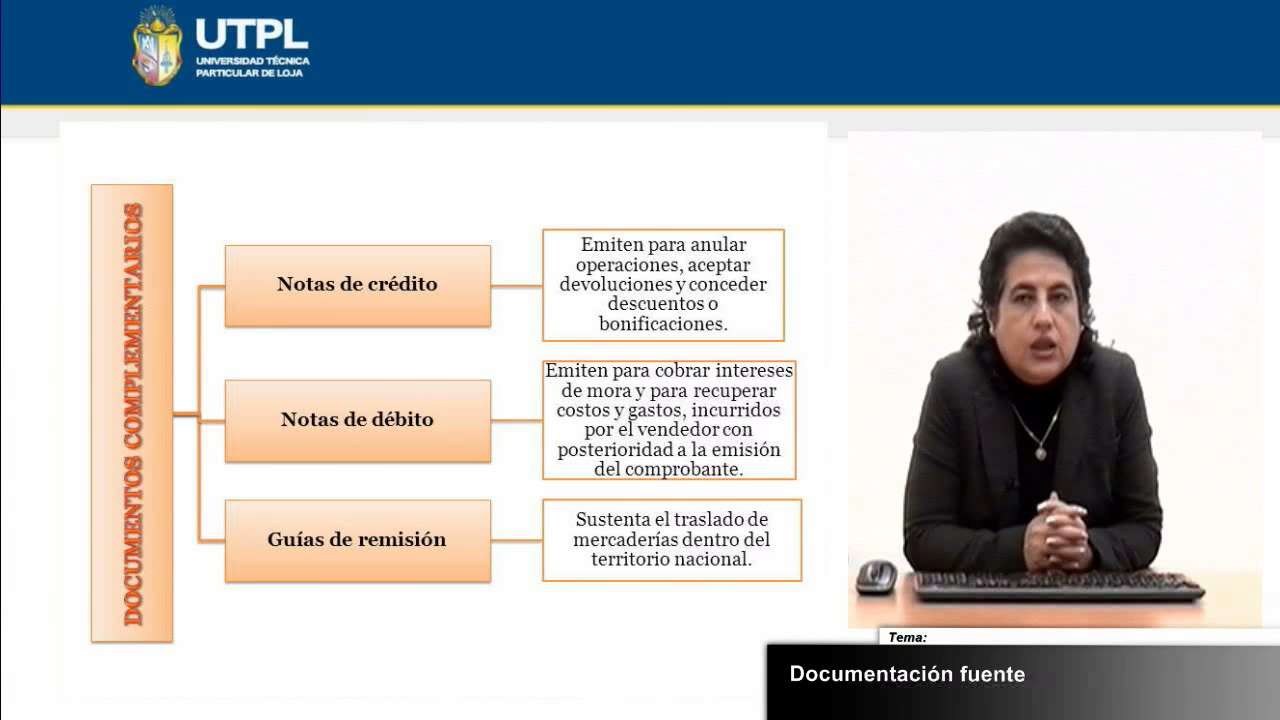 UTPL
UNIVERSIDAD TÉCNICA
PARTICULAR DE LOJA
DOCUMENTOS COMPLEMENTARIOS
Notas de crédito
Emiten para anular
operaciones, aceptar
devoluciones y conceder
descuentos o
bonificaciones.
Notas de débito
Emiten para cobrar intereses
de mora y para recuperar
costos y gastos, incurridos
por el vendedor con
posterioridad a la emisión
del comprobante.
Guías de remisión
Sustenta el traslado de
mercaderías dentro del
territorio nacional.
Tema:
Documentación fuente